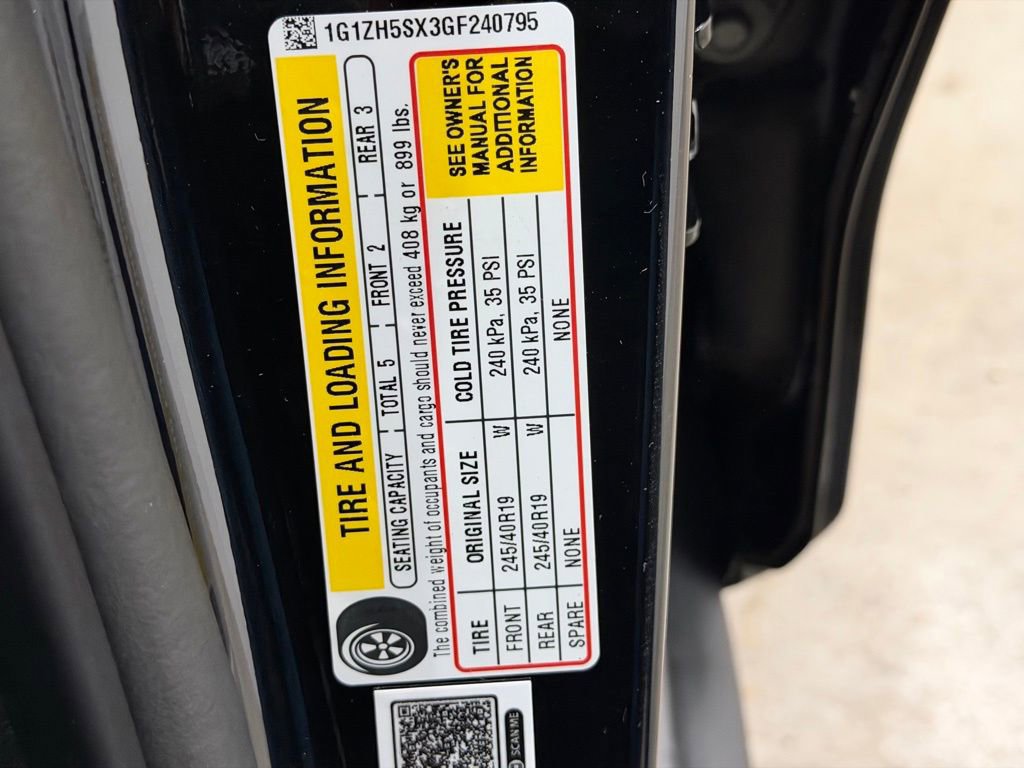 1G1ZH5SX3GF240795
TIRE AND LOADING INFORMATION
SEATING CAPACITY TOTAL 5 FRONT 2 REAR 3
The combined weight of occupants and cargo should never exceed 408 kg or 899 lbs.
TIRE ORIGINAL SIZE COLD TIRE PRESSURE
FRONT 245/40R19 W 240 kPa, 35 PSI
REAR 245/40R19 W 240 kPa, 35 PSI
SPARE NONE NONE
SEE OWNER'S
MANUAL FOR
ADDITIONAL
INFORMATION
SCAN ME